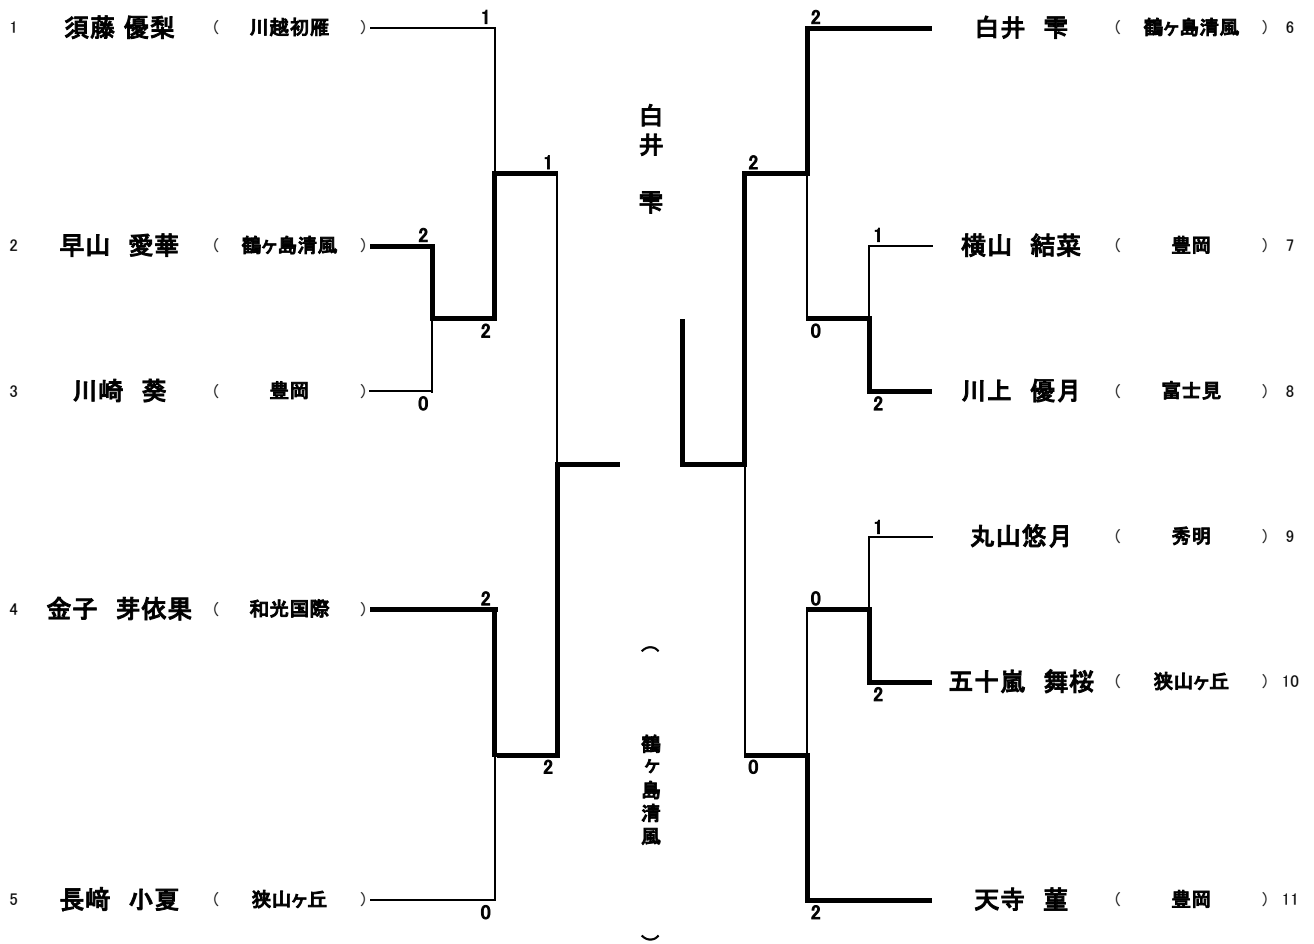 1 須藤 優梨 （ 川越初雁 ）
2 早山 愛華 （ 鶴ヶ島清風 ）
3 川崎 葵 （ 豊岡 ）
4 金子 芽依果 （ 和光国際 ）
5 長﨑 小夏 （ 狭山ヶ丘 ）
1
2
0
2
1
2
0
2
白井 雫
（ 鶴ヶ島清風 ）
2
2
1
0
2
1
0
2
0
2
白井 雫 （ 鶴ヶ島清風 ） 6
横山 結菜 （ 豊岡 ） 7
川上 優月 （ 富士見 ） 8
丸山悠月 （ 秀明 ） 9
五十嵐 舞桜 （ 狭山ヶ丘 ） 10
天寺 菫 （ 豊岡 ） 11